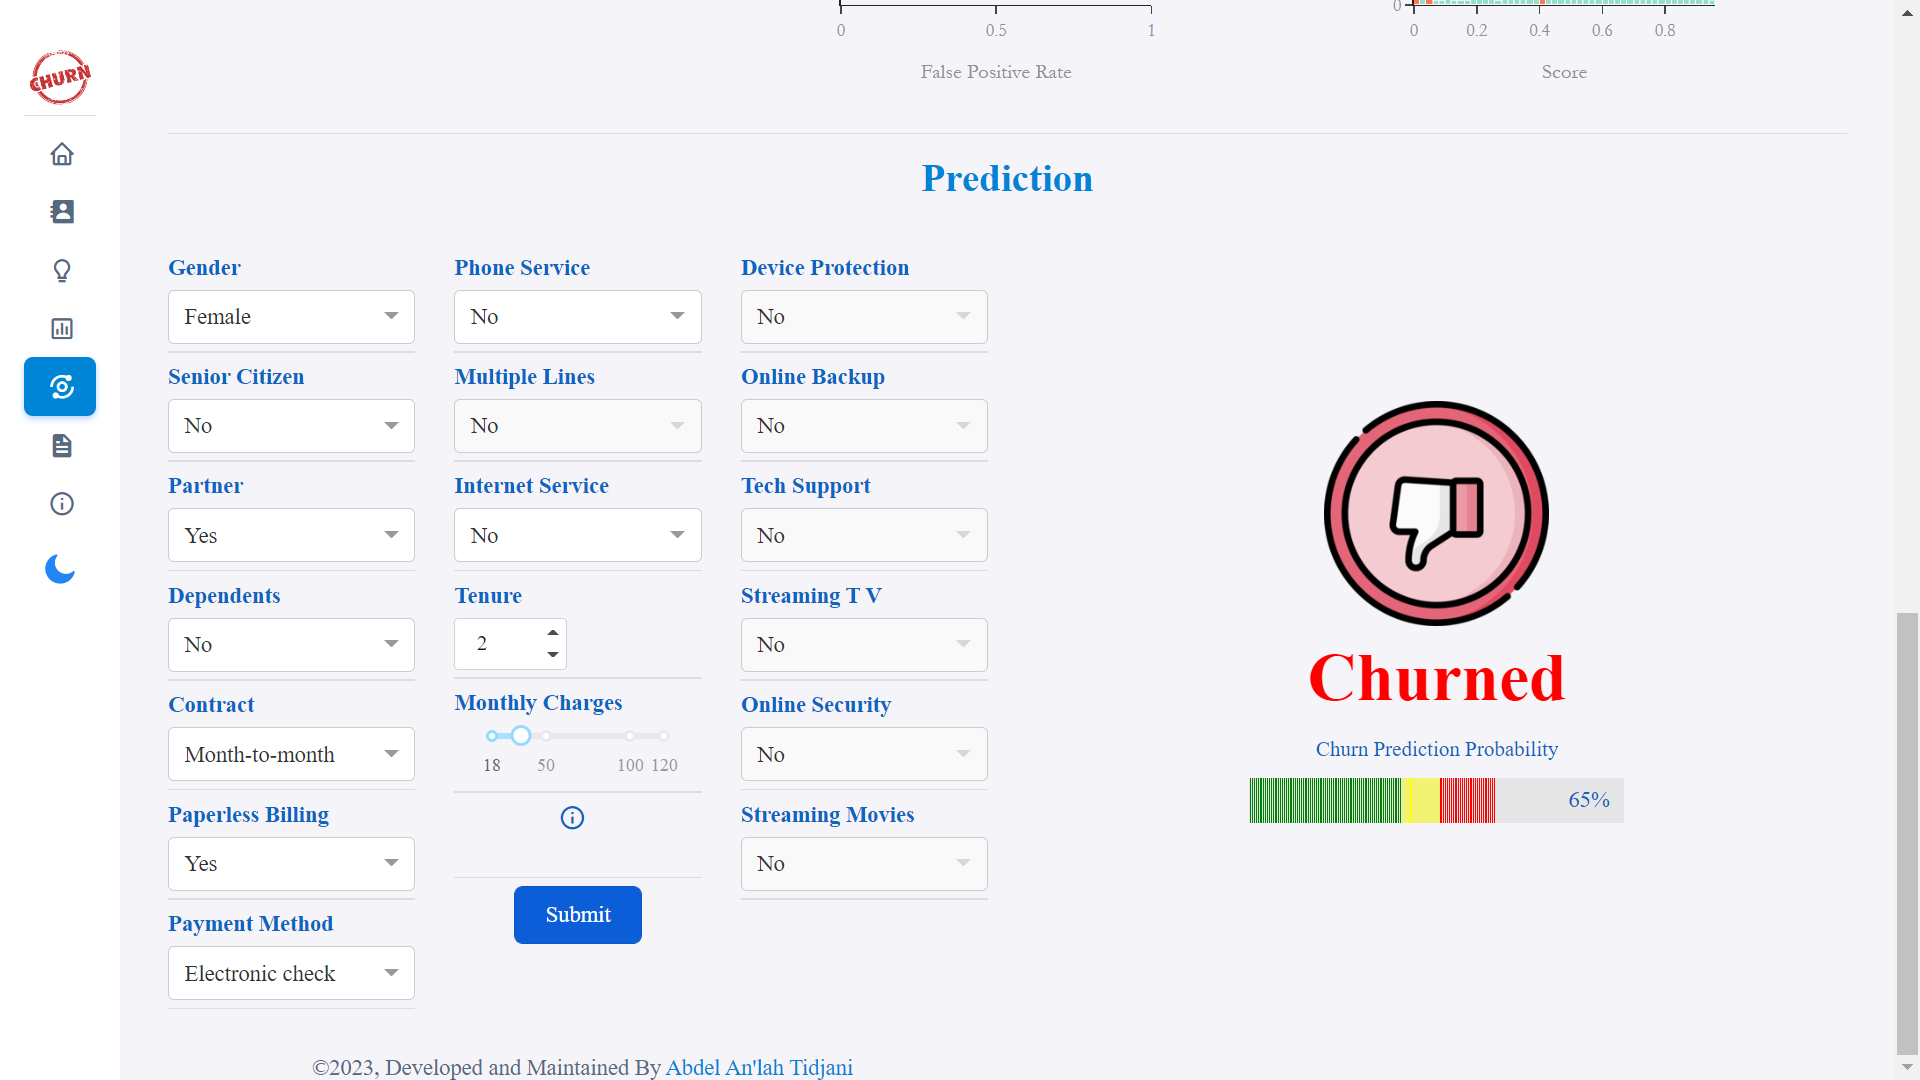 0 0.5 1
False Positive Rate
0
0 0.2 0.4 0.6 0.8
Score
CHURN
Prediction
Gender
Female
Senior Citizen
No
Partner
Yes
Dependents
No
Contract
Month-to-month
Paperless Billing
Yes
Payment Method
Electronic check
Phone Service
No
Multiple Lines
No
Internet Service
No
Tenure
2
Monthly Charges
18 50 100 120
Submit
Device Protection
No
Online Backup
No
Tech Support
No
Streaming T V
No
Online Security
No
Streaming Movies
No
Churned
Churn Prediction Probability
65%
©2023, Developed and Maintained By Abdel An'lah Tidjani